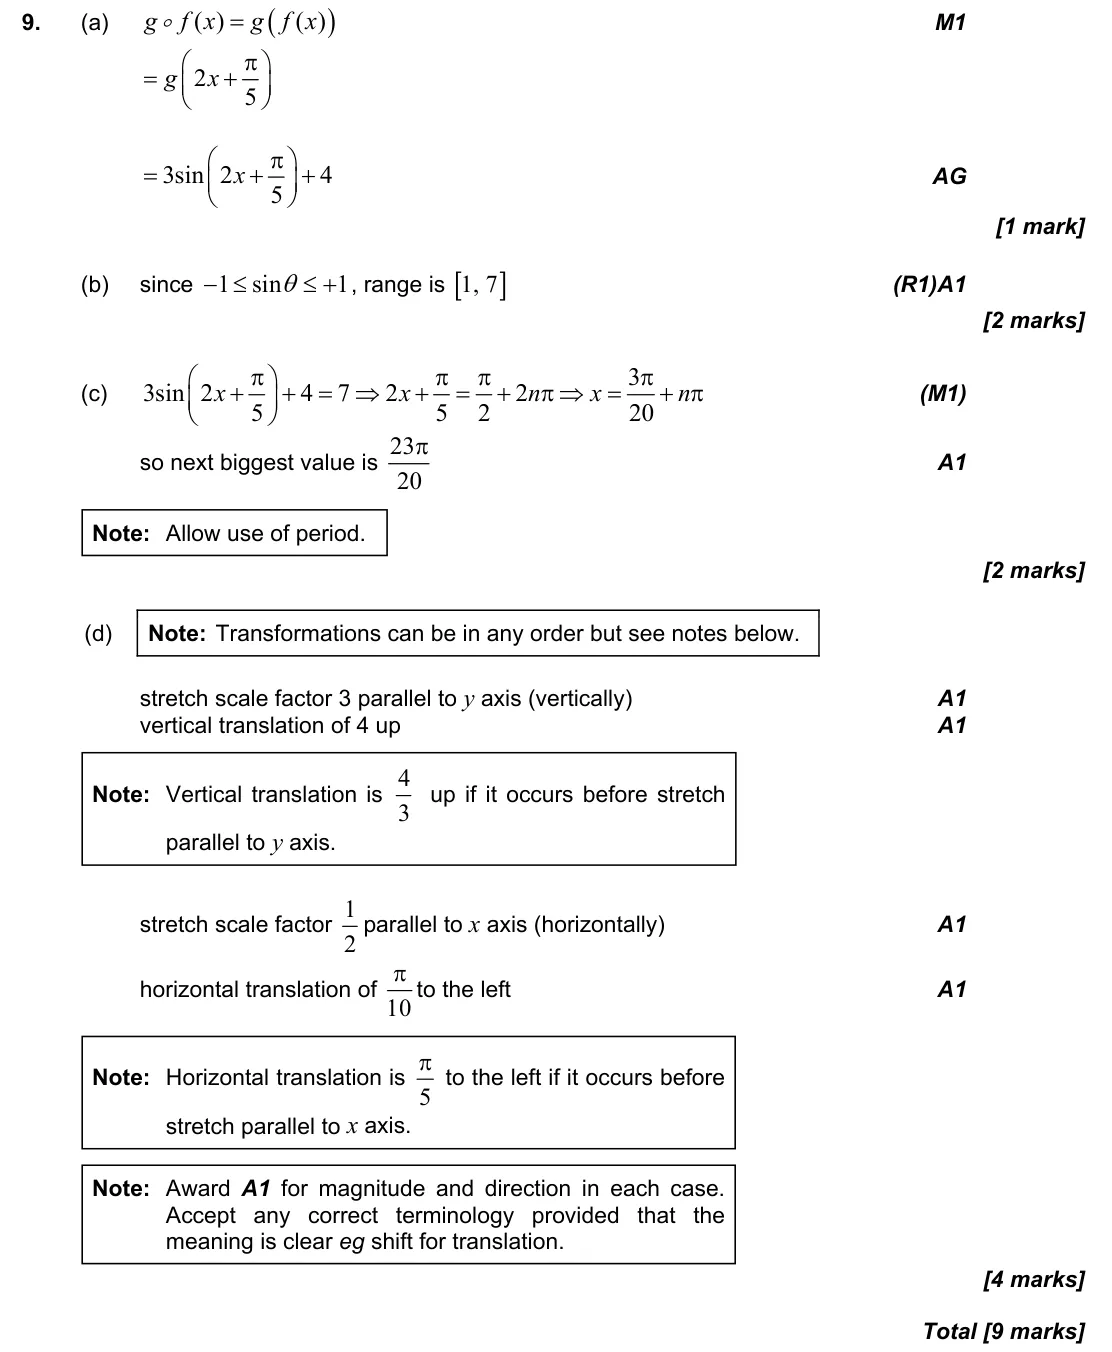 9. (a) g ∘ f(x) = g(f(x)) M1
= g(2x + π/5)
= 3sin(2x + π/5) + 4 AG
[1 mark]
(b) since −1 ≤ sinθ ≤ +1, range is [1, 7] (R1)A1
[2 marks]
(c) 3sin(2x + π/5) + 4 = 7 ⇒ 2x + π/5 = π/2 + 2nπ ⇒ x = 3π/20 + nπ (M1)
so next biggest value is 23π/20 A1
Note: Allow use of period.
[2 marks]
(d) Note: Transformations can be in any order but see notes below.
stretch scale factor 3 parallel to y axis (vertically) A1
vertical translation of 4 up A1
Note: Vertical translation is 4/3 up if it occurs before stretch
parallel to y axis.
stretch scale factor 1/2 parallel to x axis (horizontally) A1
horizontal translation of π/10 to the left A1
Note: Horizontal translation is π/5 to the left if it occurs before
stretch parallel to x axis.
Note: Award A1 for magnitude and direction in each case.
Accept any correct terminology provided that the
meaning is clear eg shift for translation.
[4 marks]
Total [9 marks]